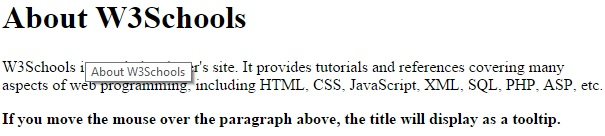 About W3Schools
W3Schools i 's site. It provides tutorials and references covering many
About W3Schools
aspects of web programming, including HTML, CSS, JavaScript, XML, SQL, PHP, ASP, etc.
If you move the mouse over the paragraph above, the title will display as a tooltip.